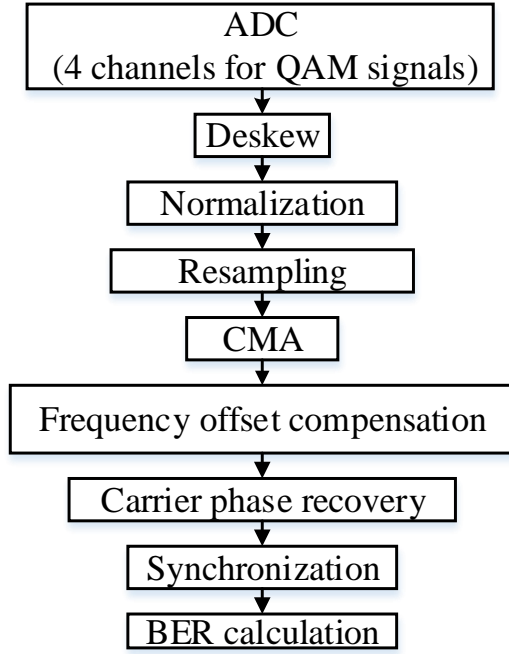 ADC
(4 channels for QAM signals)
Deskew
Normalization
Resampling
CMA
Frequency offset compensation
Carrier phase recovery
Synchronization
BER calculation